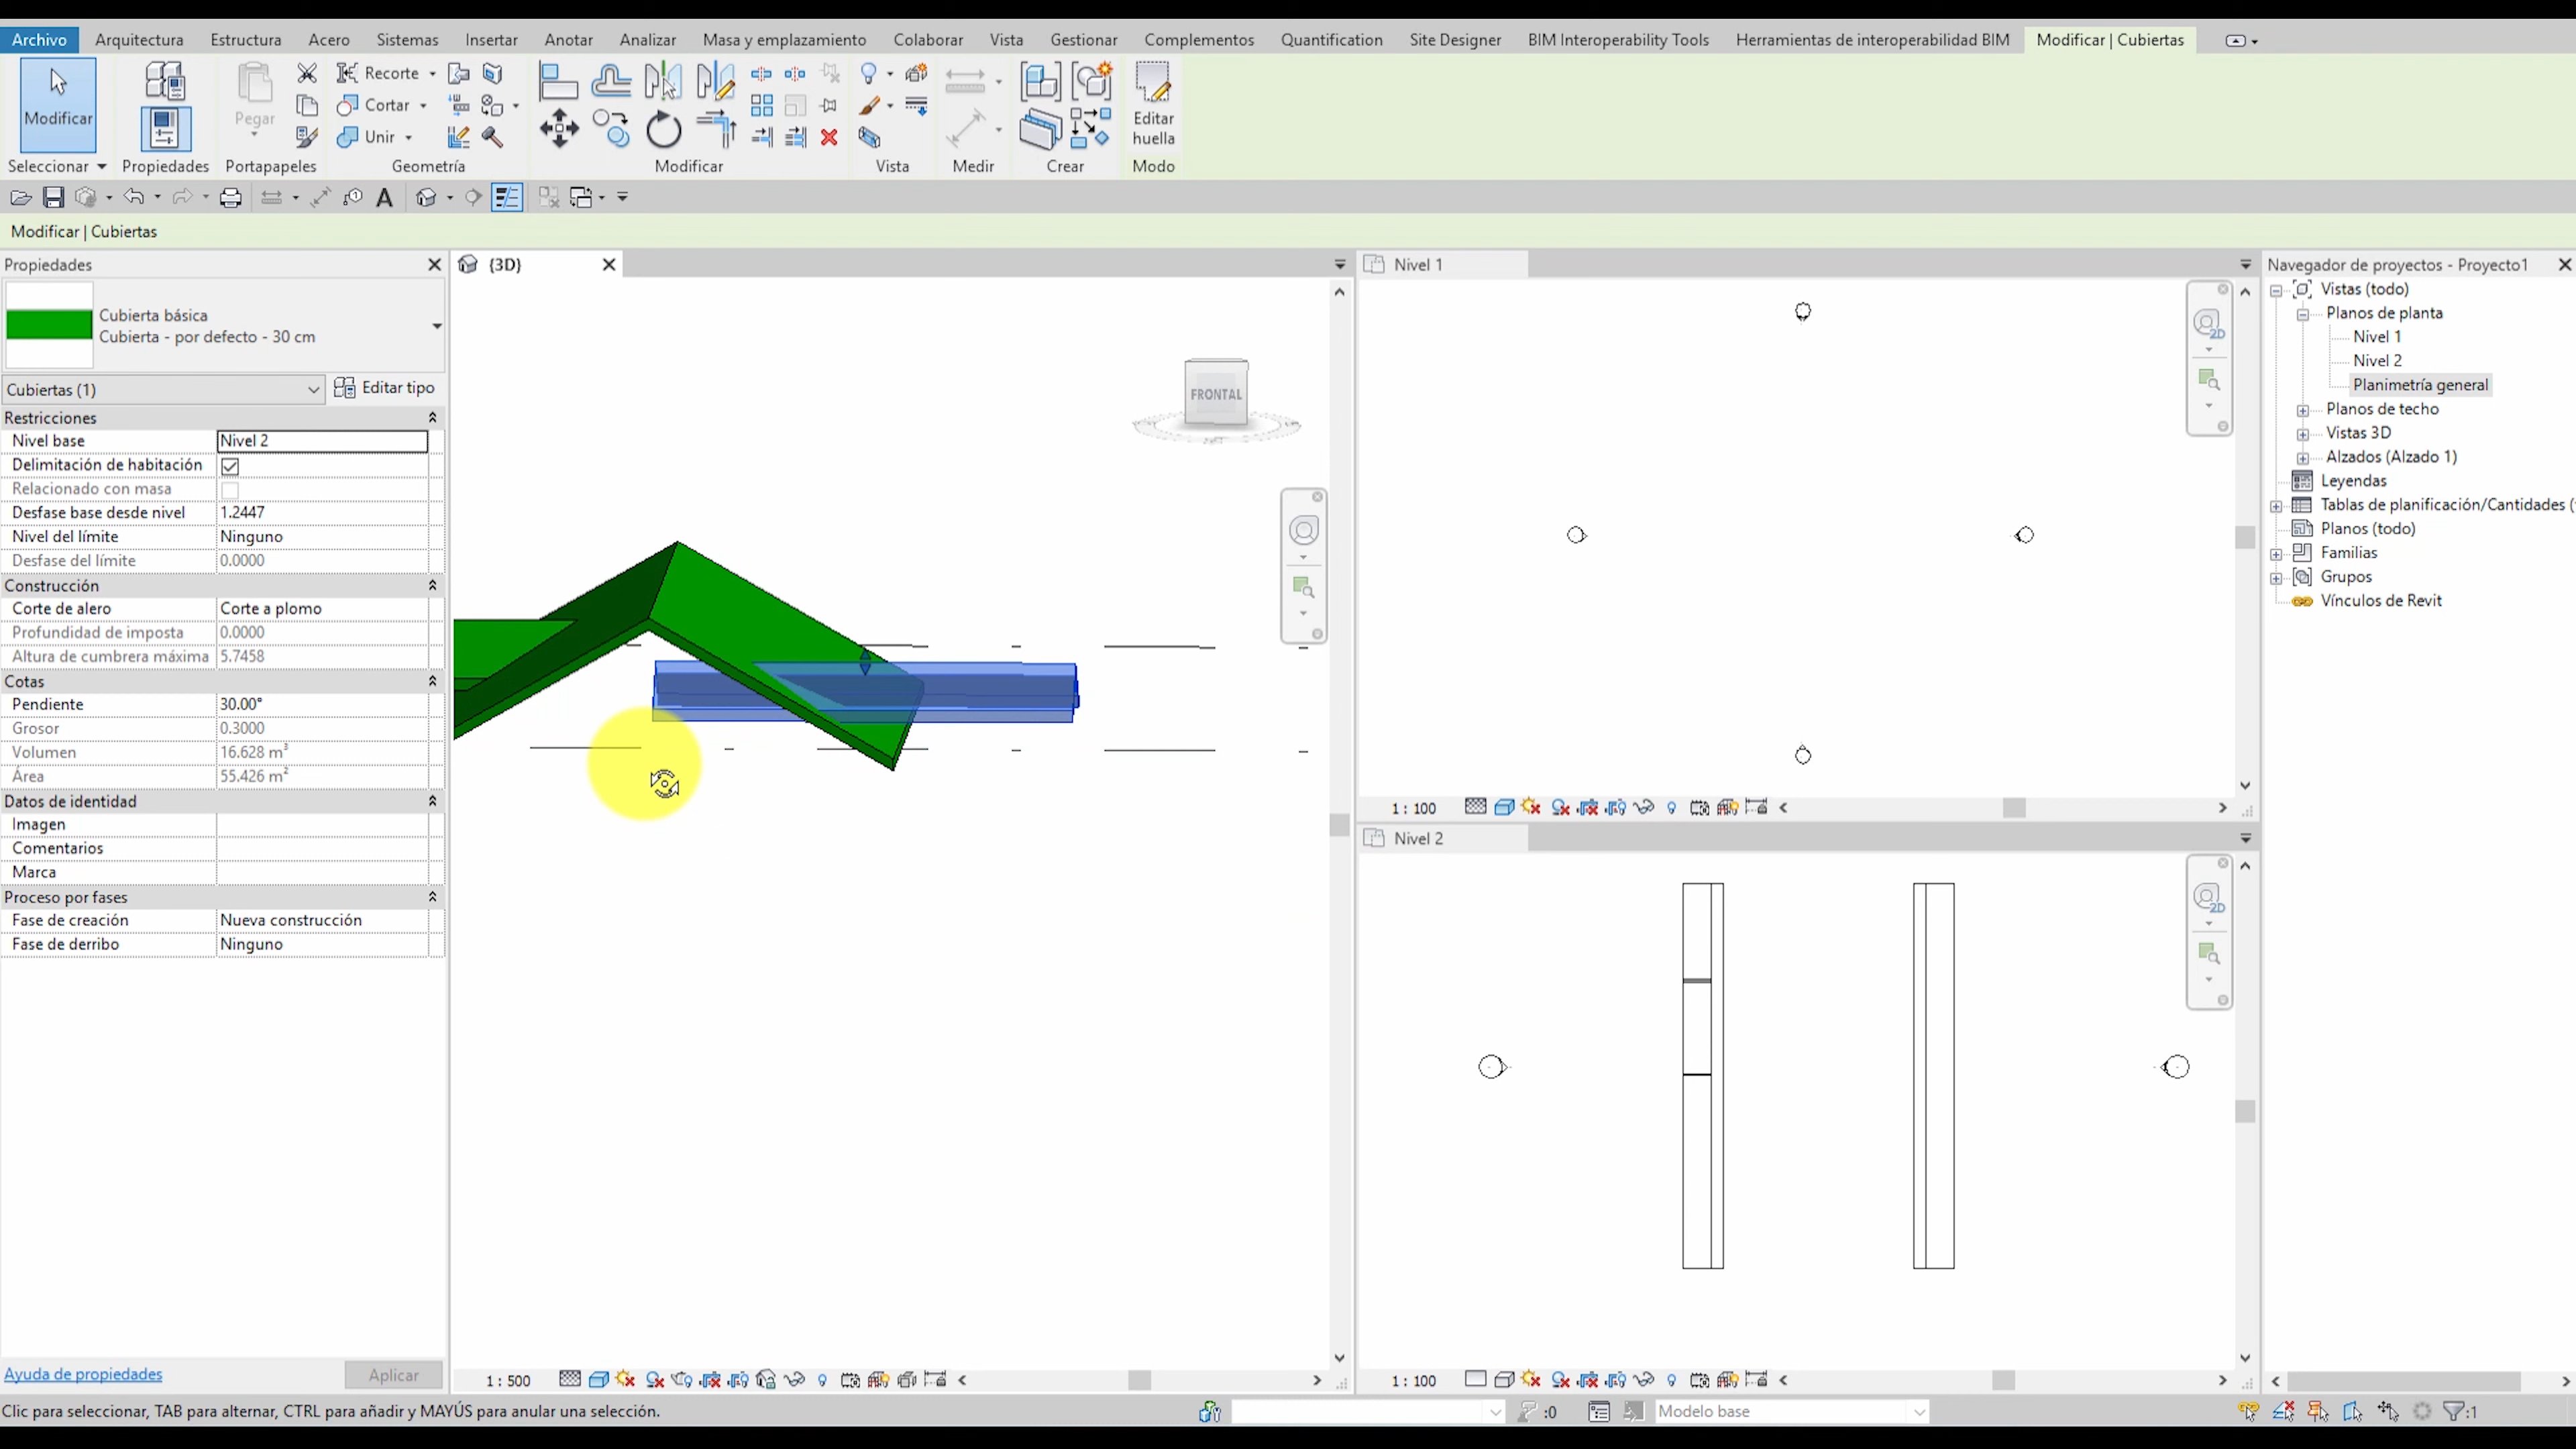 Archivo Arquitectura Estructura Acero Sistemas Insertar Anotar Analizar Masa y emplazamiento Colaborar Vista Gestionar Complementos Quantification Site Designer BIM Interoperability Tools Herramientas de interoperabilidad BIM Modificar | Cubiertas
Modificar Pegar Recorte Cortar Unir Editar huella
Seleccionar Propiedades Portapapeles Geometría Modificar Vista Medir Crear Modo
Modificar | Cubiertas
Propiedades
Cubierta básica
Cubierta - por defecto - 30 cm
Cubiertas (1) Editar tipo
Restricciones
Nivel base Nivel 2
Delimitación de habitación
Relacionado con masa
Desfase base desde nivel 1.2447
Nivel del límite Ninguno
Desfase del límite 0.0000
Construcción
Corte de alero Corte a plomo
Profundidad de imposta 0.0000
Altura de cumbrera máxima 5.7458
Cotas
Pendiente 30.00°
Grosor 0.3000
Volumen 16.628 m³
Área 55.426 m²
Datos de identidad
Imagen
Comentarios
Marca
Proceso por fases
Fase de creación Nueva construcción
Fase de derribo Ninguno
Ayuda de propiedades Aplicar
{3D}
FRONTAL
1 : 500
Nivel 1
2D
1 : 100
Nivel 2
2D
1 : 100
Navegador de proyectos - Proyecto1
Vistas (todo)
Planos de planta
Nivel 1
Nivel 2
Planimetría general
Planos de techo
Vistas 3D
Alzados (Alzado 1)
Leyendas
Tablas de planificación/Cantidades (
Planos (todo)
Familias
Grupos
Vínculos de Revit
Clic para seleccionar, TAB para alternar, CTRL para añadir y MAYÚS para anular una selección. :0 Modelo base :1